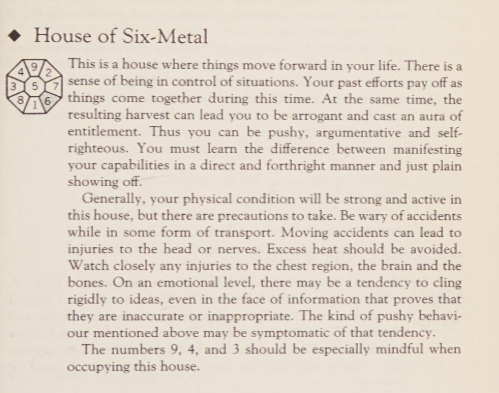 ◆ House of Six-Metal
4 9 2
3 5 7
8 1 6
This is a house where things move forward in your life. There is a
sense of being in control of situations. Your past efforts pay off as
things come together during this time. At the same time, the
resulting harvest can lead you to be arrogant and cast an aura of
entitlement. Thus you can be pushy, argumentative and self-
righteous. You must learn the difference between manifesting
your capabilities in a direct and forthright manner and just plain
showing off.
Generally, your physical condition will be strong and active in
this house, but there are precautions to take. Be wary of accidents
while in some form of transport. Moving accidents can lead to
injuries to the head or nerves. Excess heat should be avoided.
Watch closely any injuries to the chest region, the brain and the
bones. On an emotional level, there may be a tendency to cling
rigidly to ideas, even in the face of information that proves that
they are inaccurate or inappropriate. The kind of pushy behavi-
our mentioned above may be symptomatic of that tendency.
The numbers 9, 4, and 3 should be especially mindful when
occupying this house.